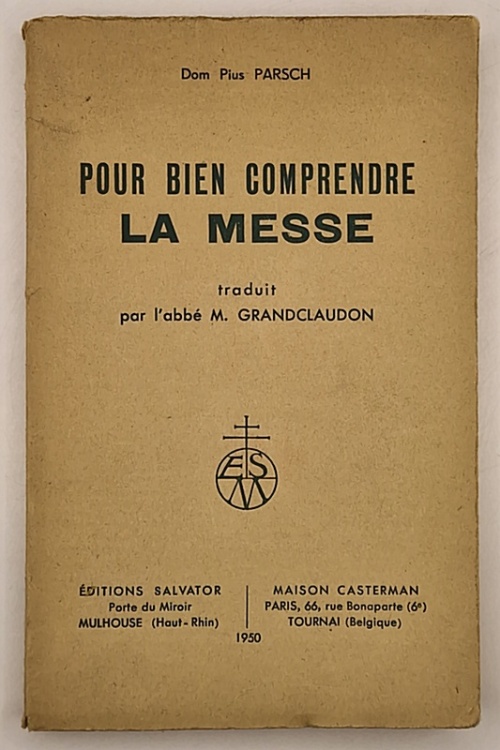 Dom Pius PARSCH
POUR BIEN COMPRENDRE
LA MESSE
traduit
par l'abbé M. GRANDCLAUDON
ESM
ÉDITIONS SALVATOR
Porte du Miroir
MULHOUSE (Haut-Rhin)
MAISON CASTERMAN
PARIS, 66, rue Bonaparte (6e)
TOURNAI (Belgique)
1950